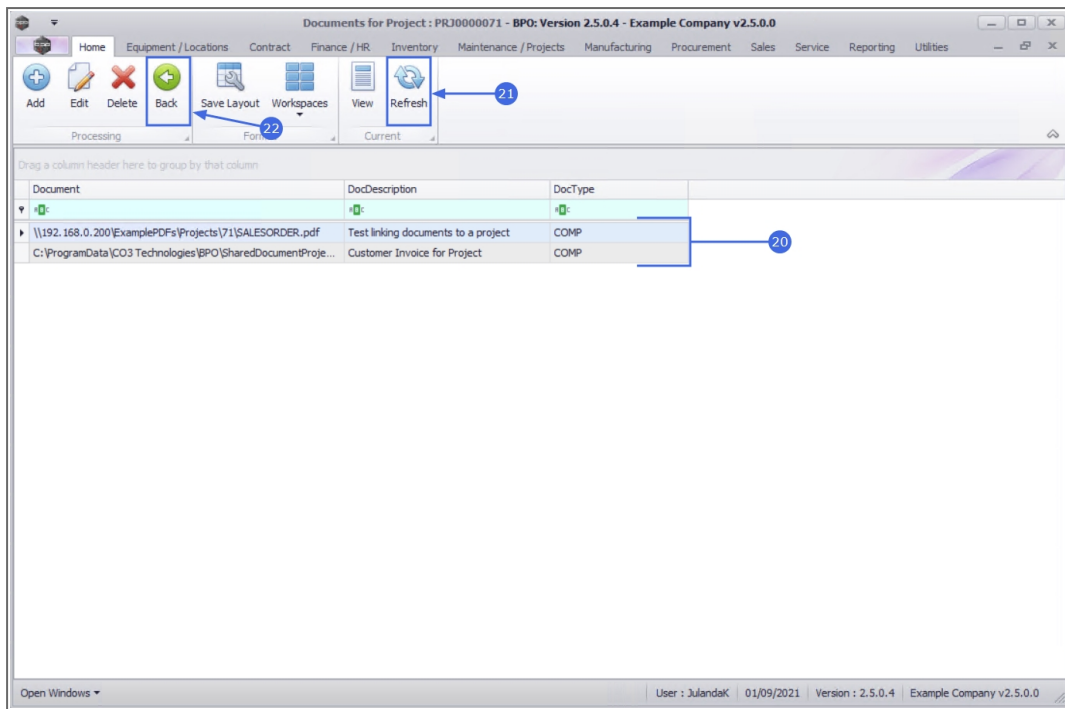 Documents for Project : PRJ0000071 - BPO: Version 2.5.0.4 - Example Company v2.5.0.0
Home Equipment / Locations Contract Finance / HR Inventory Maintenance / Projects Manufacturing Procurement Sales Service Reporting Utilities
Add Edit Delete Back Save Layout Workspaces View Refresh
21
22
Processing Form Current
Drag a column header here to group by that column
Document DocDescription DocType
\\192.168.0.200\ExamplePDFs\Projects\71\SALESORDER.pdf Test linking documents to a project COMP
20
C:\ProgramData\CO3 Technologies\BPO\SharedDocumentProje... Customer Invoice for Project COMP
Open Windows User : JulandaK 01/09/2021 Version : 2.5.0.4 Example Company v2.5.0.0